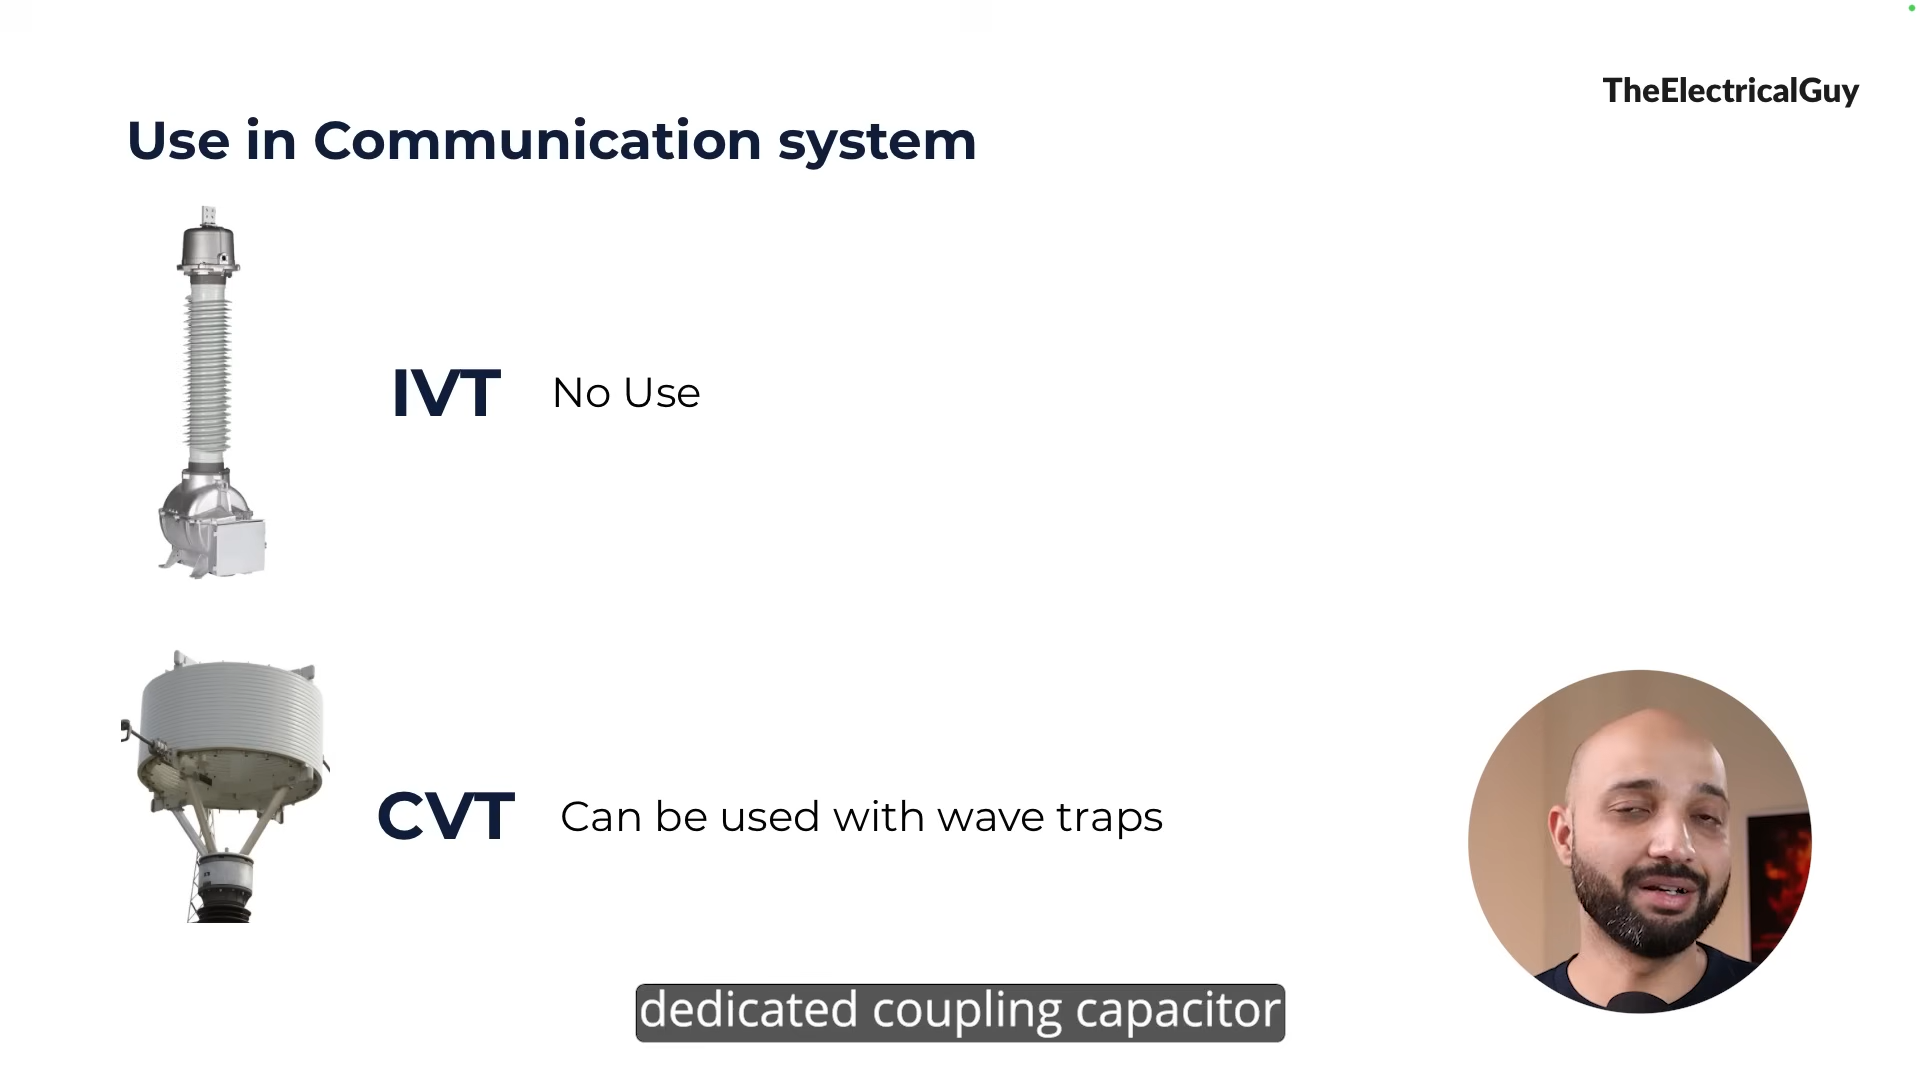 TheElectricalGuy
Use in Communication system
IVT No Use
CVT Can be used with wave traps
dedicated coupling capacitor